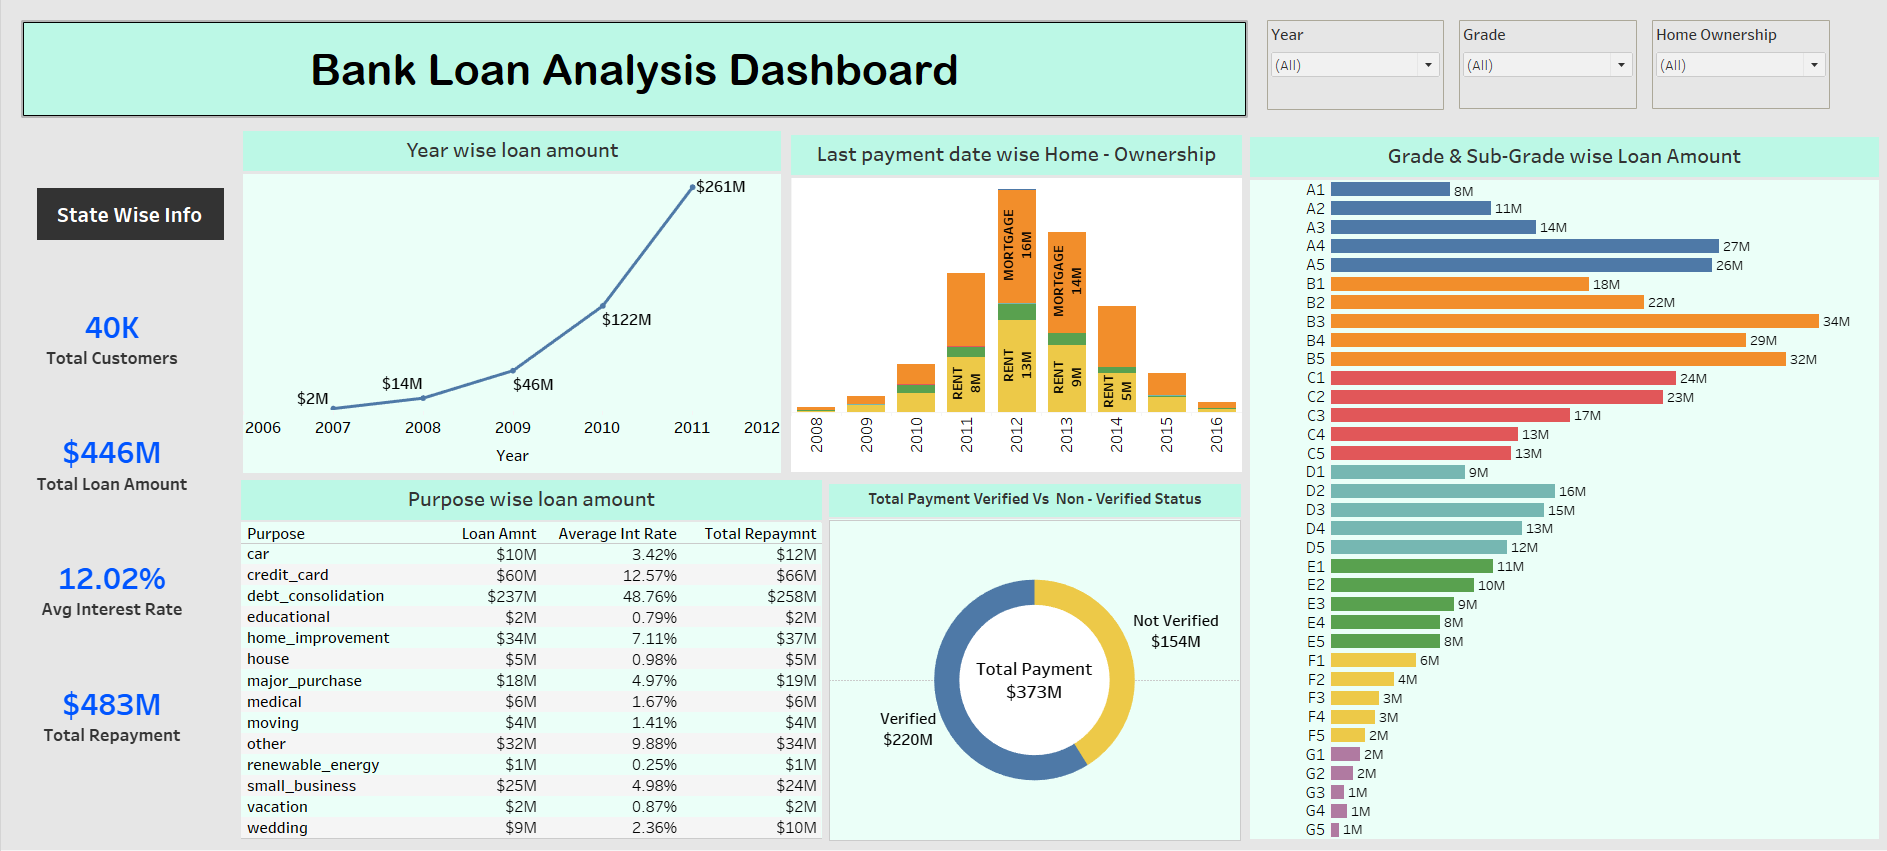 Bank Loan Analysis Dashboard
Year
(All)
Grade
(All)
Home Ownership
(All)
State Wise Info
40K
Total Customers
$446M
Total Loan Amount
12.02%
Avg Interest Rate
$483M
Total Repayment
Year wise loan amount
$261M
$122M
$46M
$14M
$2M
2006 2007 2008 2009 2010 2011 2012
Year
Last payment date wise Home - Ownership
RENT
8M
MORTGAGE
16M
RENT
13M
MORTGAGE
14M
RENT
9M
RENT
5M
2008 2009 2010 2011 2012 2013 2014 2015 2016
Purpose wise loan amount
Purpose Loan Amnt Average Int Rate Total Repaymnt
car $10M 3.42% $12M
credit_card $60M 12.57% $66M
debt_consolidation $237M 48.76% $258M
educational $2M 0.79% $2M
home_improvement $34M 7.11% $37M
house $5M 0.98% $5M
major_purchase $18M 4.97% $19M
medical $6M 1.67% $6M
moving $4M 1.41% $4M
other $32M 9.88% $34M
renewable_energy $1M 0.25% $1M
small_business $25M 4.98% $24M
vacation $2M 0.87% $2M
wedding $9M 2.36% $10M
Total Payment Verified Vs Non - Verified Status
Not Verified
$154M
Total Payment
$373M
Verified
$220M
Grade & Sub-Grade wise Loan Amount
A1 8M
A2 11M
A3 14M
A4 27M
A5 26M
B1 18M
B2 22M
B3 34M
B4 29M
B5 32M
C1 24M
C2 23M
C3 17M
C4 13M
C5 13M
D1 9M
D2 16M
D3 15M
D4 13M
D5 12M
E1 11M
E2 10M
E3 9M
E4 8M
E5 8M
F1 6M
F2 4M
F3 3M
F4 3M
F5 2M
G1 2M
G2 2M
G3 1M
G4 1M
G5 1M